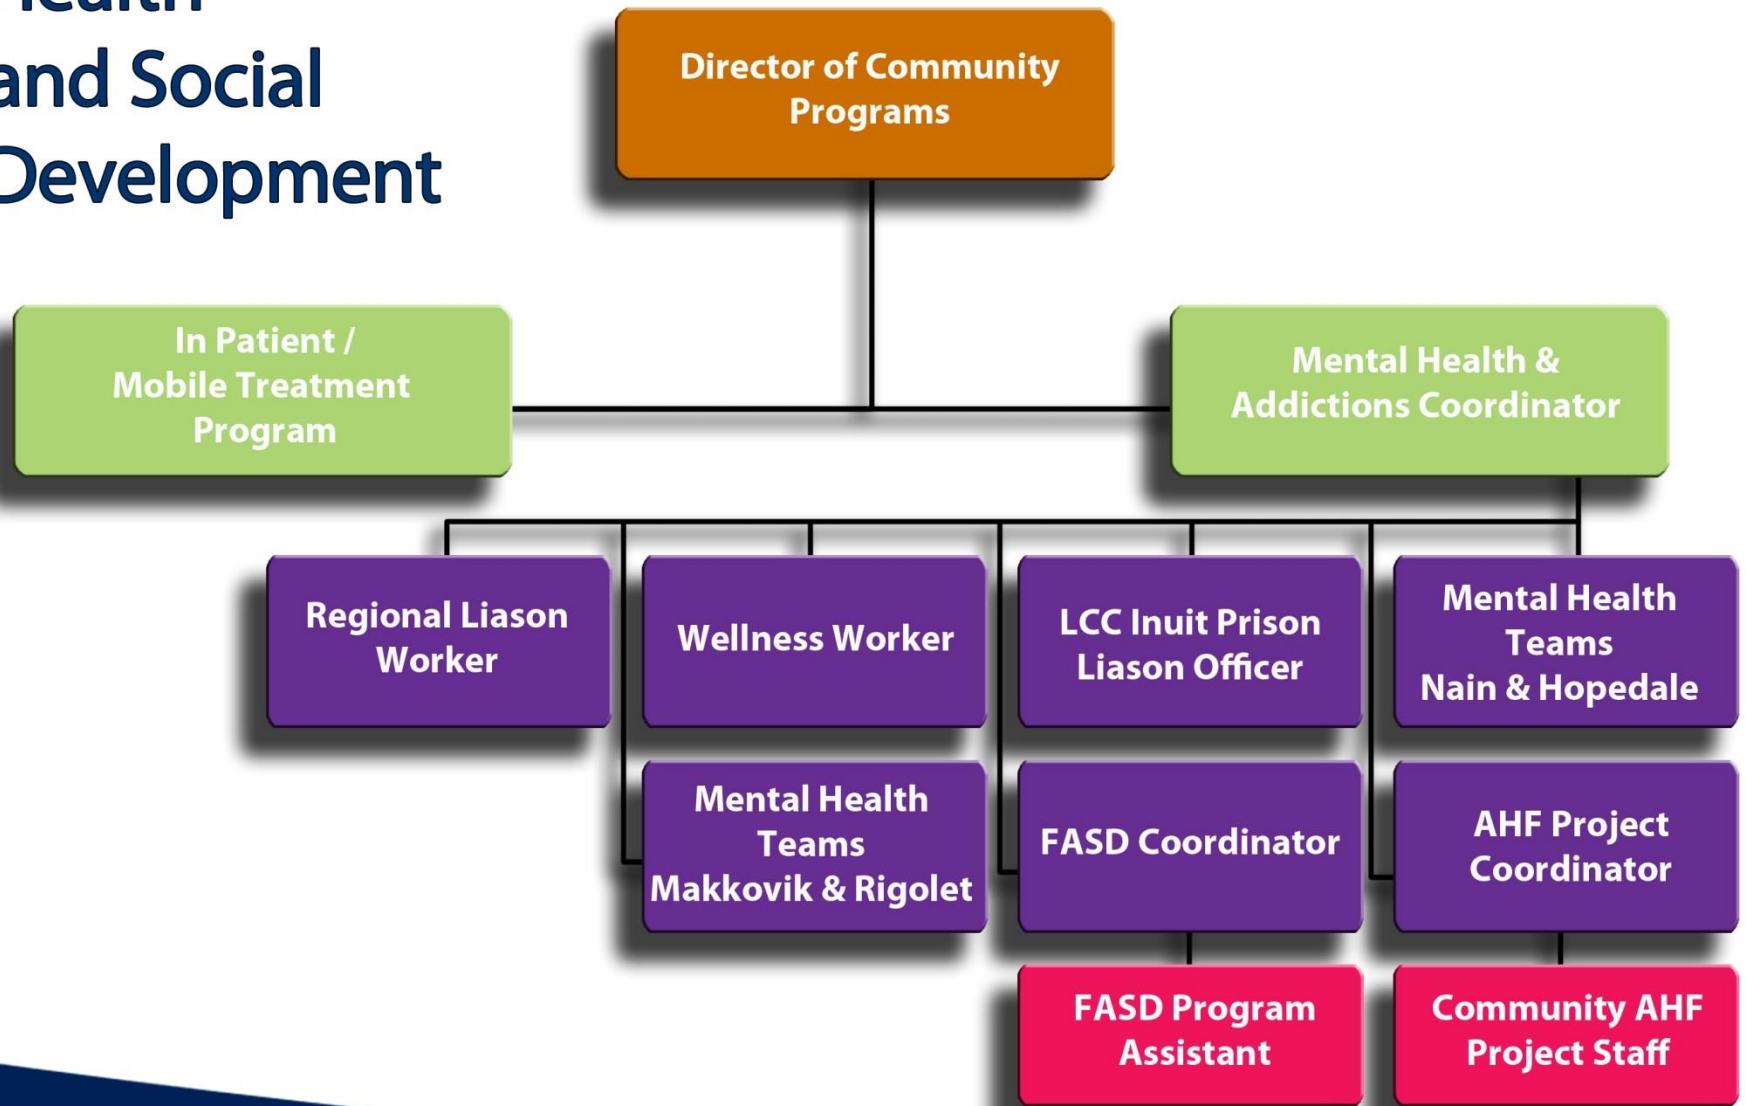 Health
and Social
Development
Director of Community
Programs
In Patient /
Mobile Treatment
Program
Mental Health &
Addictions Coordinator
Regional Liason
Worker
Wellness Worker
LCC Inuit Prison
Liason Officer
Mental Health
Teams
Nain & Hopedale
Mental Health
Teams
Makkovik & Rigolet
FASD Coordinator
AHF Project
Coordinator
FASD Program
Assistant
Community AHF
Project Staff